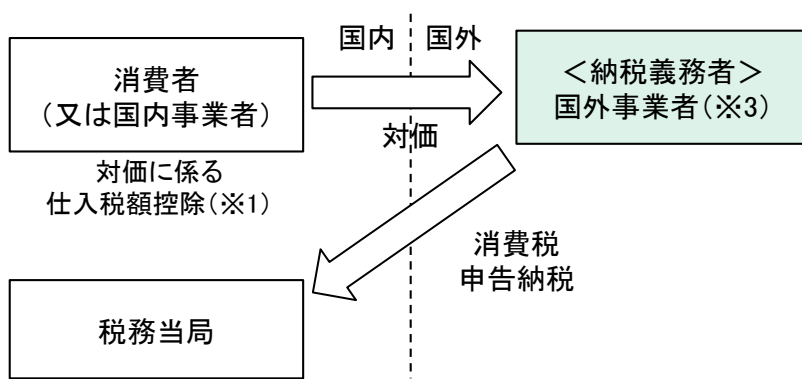 国内
国外
消費者
（又は国内事業者）
＜納税義務者＞
国外事業者（※3）
対価
対価に係る
仕入税額控除（※1）
消費税
申告納税
税務当局